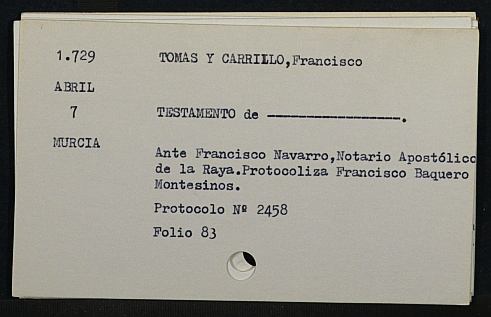 1.729 TOMAS Y CARRILLO,Francisco
ABRIL
7 TESTAMENTO de -------------------.
MURCIA
Ante Francisco Navarro,Notario Apostólico
de la Raya.Protocoliza Francisco Baquero
Montesinos.
Protocolo Nº 2458
Folio 83